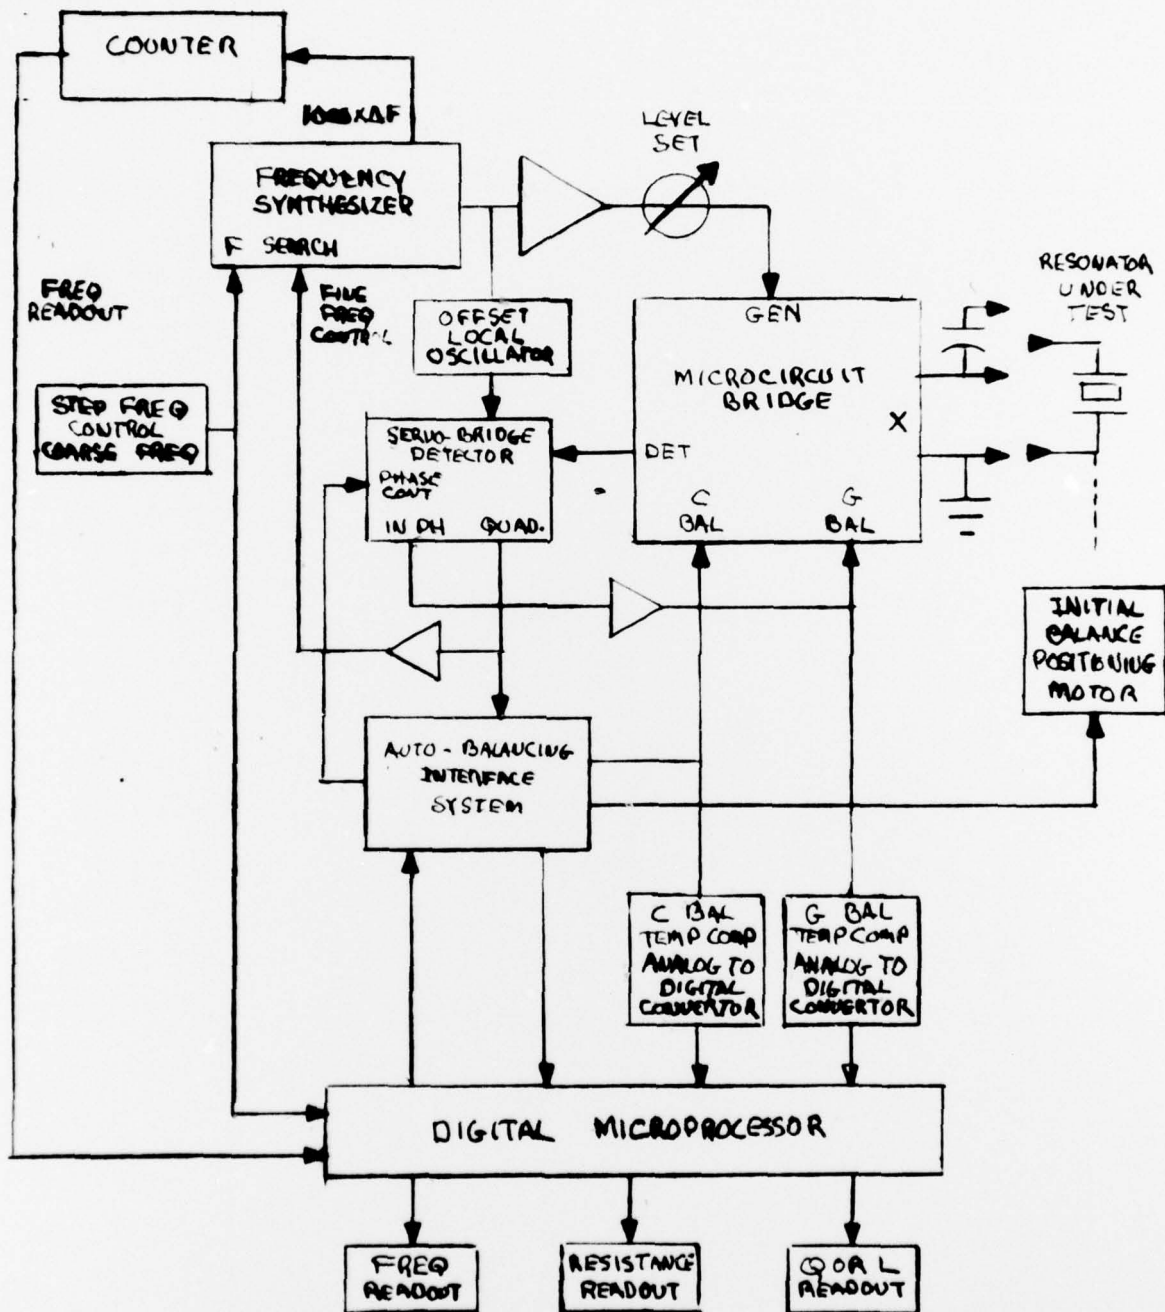 COUNTER
LEVEL
SET
FREQUENCY
SYNTHESIZER
F SEARCH
FREQ
READOUT
FINE
FREQ
CONTROL
OFFSET
LOCAL
OSCILLATOR
GEN
MICROCIRCUIT
BRIDGE
X
DET
C
BAL
G
BAL
RESONATOR
UNDER
TEST
STEP FREQ
CONTROL
COARSE FREQ
SERVO-BRIDGE
DETECTOR
PHASE
CONT
IN PH QUAD.
INITIAL
BALANCE
POSITIONING
MOTOR
AUTO-BALANCING
INTERFACE
SYSTEM
C BAL
TEMP COMP
ANALOG TO
DIGITAL
CONVERTOR
G BAL
TEMP COMP
ANALOG TO
DIGITAL
CONVERTOR
DIGITAL MICROPROCESSOR
FREQ
READOUT
RESISTANCE
READOUT
Q OR L
READOUT